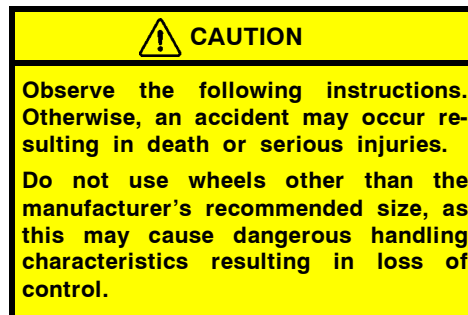 CAUTION
Observe the following instructions.
Otherwise, an accident may occur re-
sulting in death or serious injuries.
Do not use wheels other than the
manufacturer’s recommended size, as
this may cause dangerous handling
characteristics resulting in loss of
control.